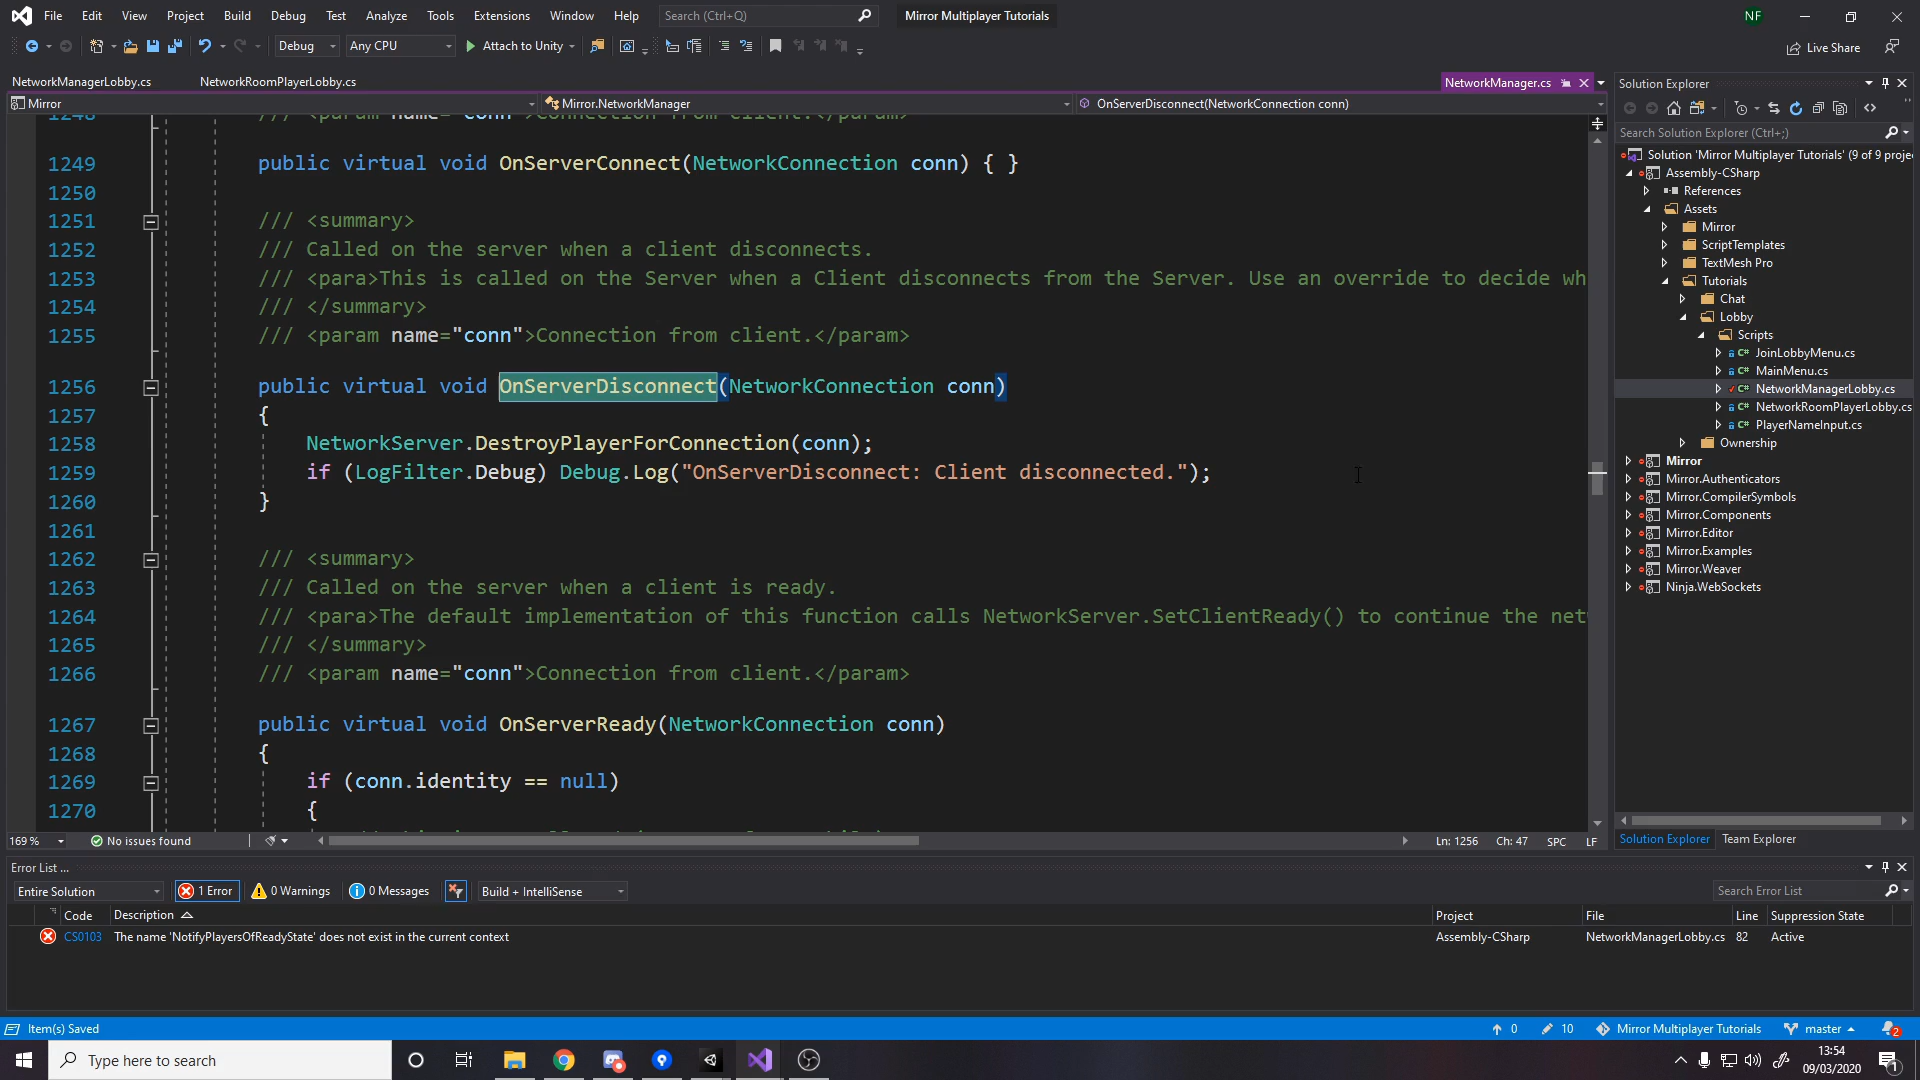 File Edit View Project Build Debug Test Analyze Tools Extensions Window Help Search (Ctrl+Q) Mirror Multiplayer Tutorials NF
Debug Any CPU Attach to Unity Live Share
NetworkManagerLobby.cs NetworkRoomPlayerLobby.cs NetworkManager.cs
Mirror Mirror.NetworkManager OnServerDisconnect(NetworkConnection conn)
1248 /// <param name="conn">Connection from client.</param>
1249 public virtual void OnServerConnect(NetworkConnection conn) { }
1250
1251 /// <summary>
1252 /// Called on the server when a client disconnects.
1253 /// <para>This is called on the Server when a Client disconnects from the Server. Use an override to decide wh
1254 /// </summary>
1255 /// <param name="conn">Connection from client.</param>
1256 public virtual void OnServerDisconnect(NetworkConnection conn)
1257 {
1258 NetworkServer.DestroyPlayerForConnection(conn);
1259 if (LogFilter.Debug) Debug.Log("OnServerDisconnect: Client disconnected.");
1260 }
1261
1262 /// <summary>
1263 /// Called on the server when a client is ready.
1264 /// <para>The default implementation of this function calls NetworkServer.SetClientReady() to continue the net
1265 /// </summary>
1266 /// <param name="conn">Connection from client.</param>
1267 public virtual void OnServerReady(NetworkConnection conn)
1268 {
1269 if (conn.identity == null)
1270 {
169 % No issues found Ln: 1256 Ch: 47 SPC LF
Solution Explorer
Search Solution Explorer (Ctrl+;)
Solution 'Mirror Multiplayer Tutorials' (9 of 9 proje
Assembly-CSharp
References
Assets
Mirror
ScriptTemplates
TextMesh Pro
Tutorials
Chat
Lobby
Scripts
C# JoinLobbyMenu.cs
C# MainMenu.cs
C# NetworkManagerLobby.cs
C# NetworkRoomPlayerLobby.cs
C# PlayerNameInput.cs
Ownership
Mirror
Mirror.Authenticators
Mirror.CompilerSymbols
Mirror.Components
Mirror.Editor
Mirror.Examples
Mirror.Weaver
Ninja.WebSockets
Solution Explorer Team Explorer
Error List ...
Entire Solution 1 Error 0 Warnings 0 Messages Build + IntelliSense Search Error List
Code Description Project File Line Suppression State
CS0103 The name 'NotifyPlayersOfReadyState' does not exist in the current context Assembly-CSharp NetworkManagerLobby.cs 82 Active
Item(s) Saved 0 10 Mirror Multiplayer Tutorials master 2
Type here to search 13:54
09/03/2020 1